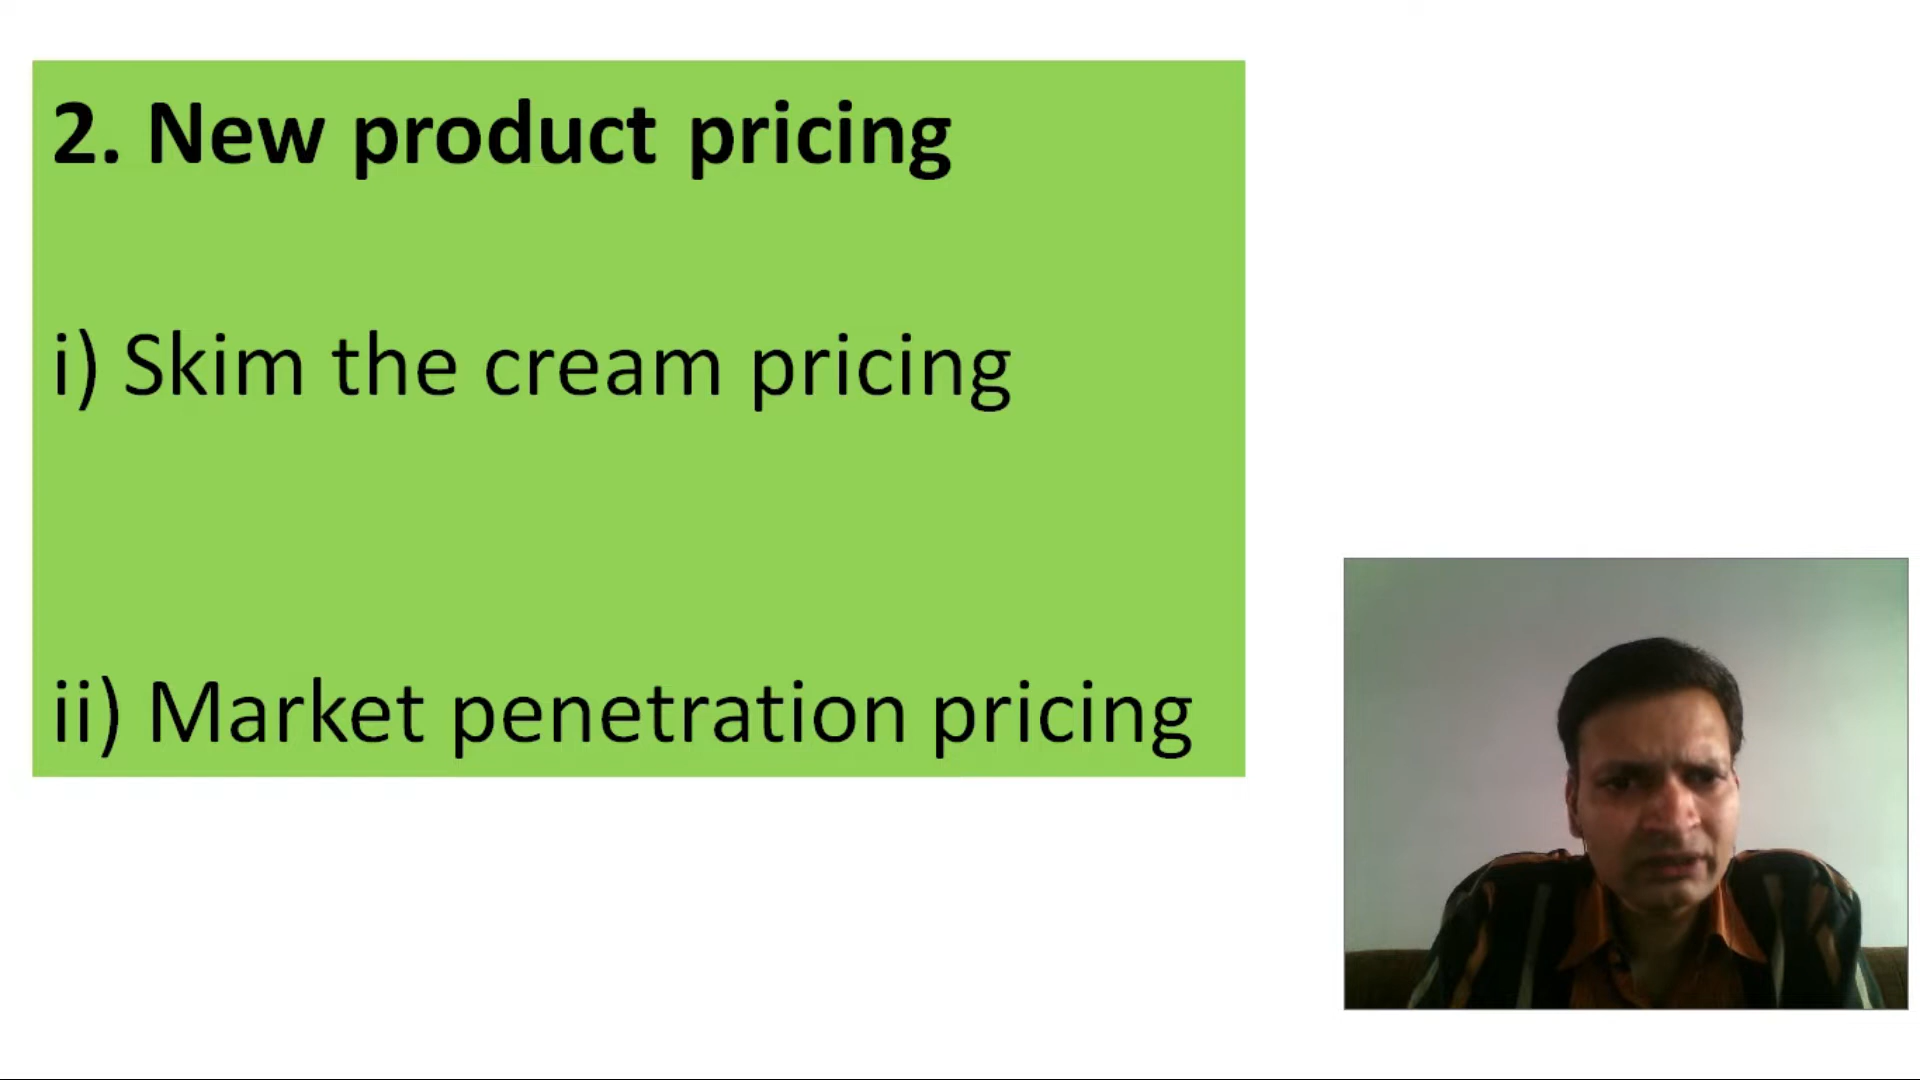 2. New product pricing
i) Skim the cream pricing
ii) Market penetration pricing